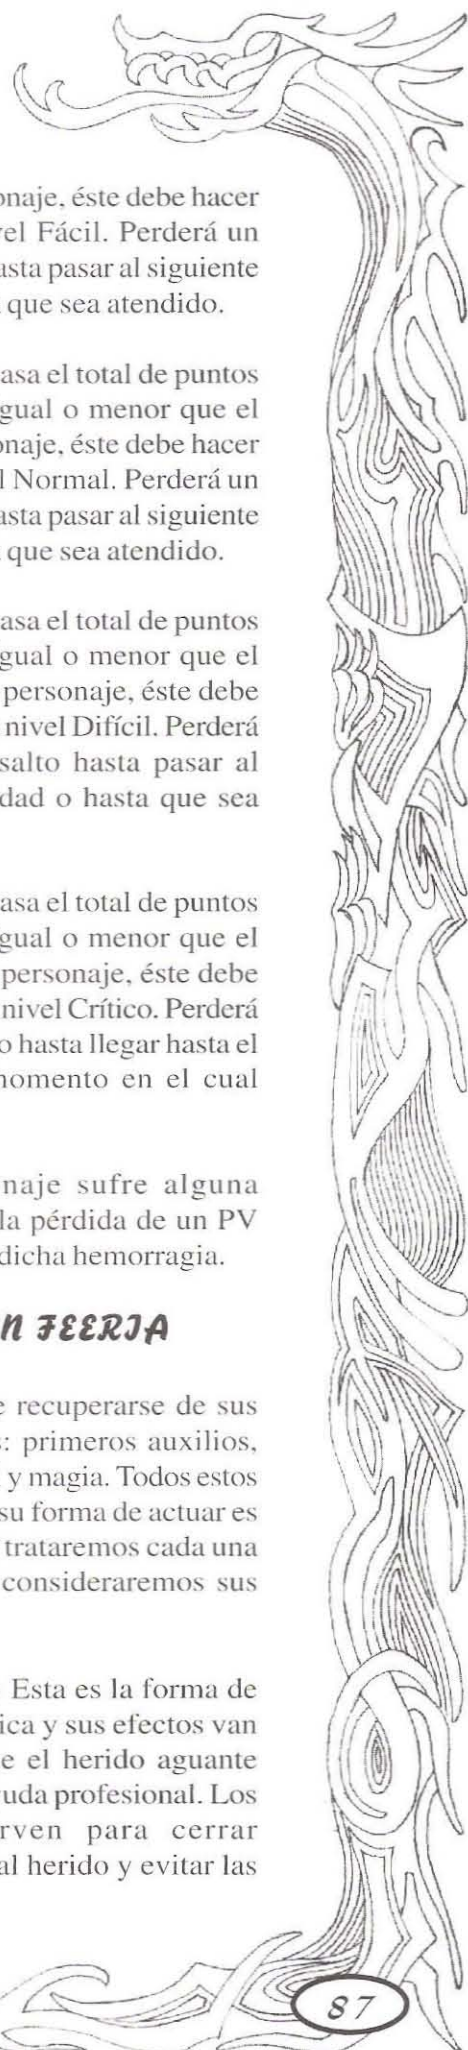 onaje, éste debe hacer
vel Fácil. Perderá un
asta pasar al siguiente
que sea atendido.
asa el total de puntos
gual o menor que el
onaje, éste debe hacer
l Normal. Perderá un
asta pasar al siguiente
que sea atendido.
asa el total de puntos
gual o menor que el
personaje, éste debe
nivel Difícil. Perderá
salto hasta pasar al
dad o hasta que sea
asa el total de puntos
gual o menor que el
personaje, éste debe
nivel Crítico. Perderá
o hasta llegar hasta el
momento en el cual
naje sufre alguna
la pérdida de un PV
dicha hemorragia.
N FEERIA
e recuperarse de sus
s: primeros auxilios,
y magia. Todos estos
su forma de actuar es
trataremos cada una
consideraremos sus
Esta es la forma de
ica y sus efectos van
e el herido aguante
yuda profesional. Los
rven para cerrar
al herido y evitar las
87